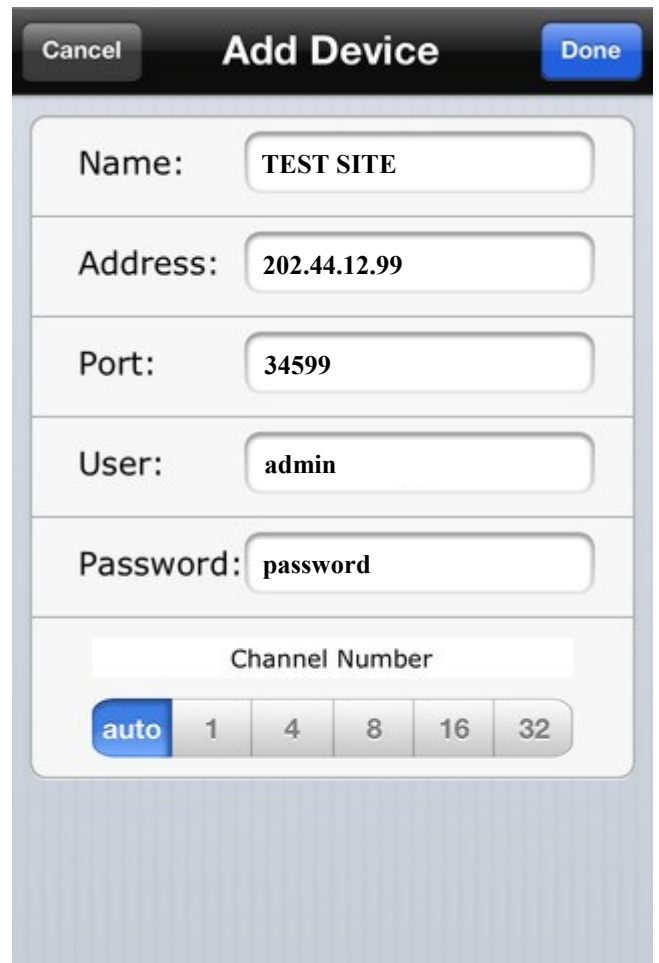 Cancel Add Device Done
Name: TEST SITE
Address: 202.44.12.99
Port: 34599
User: admin
Password: password
Channel Number
auto 1 4 8 16 32